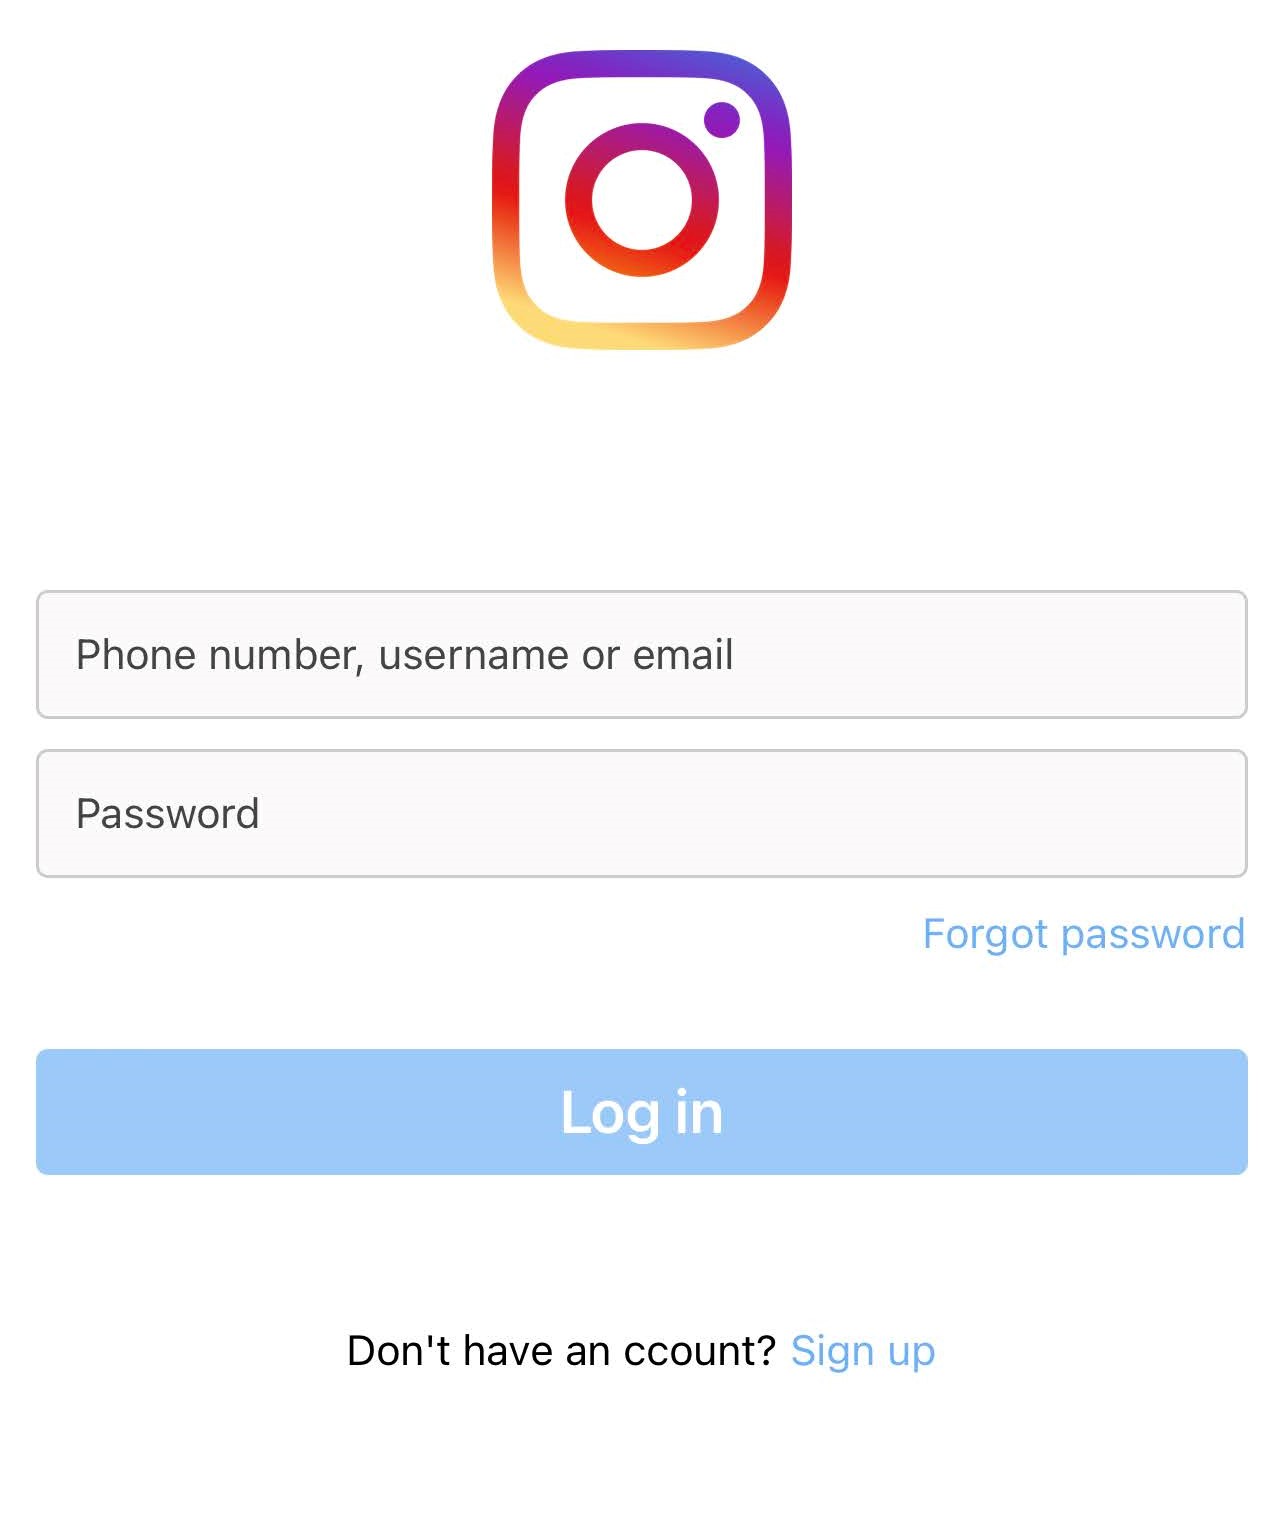 Phone number, username or email
Password
Forgot password
Log in
Don't have an ccount? Sign up